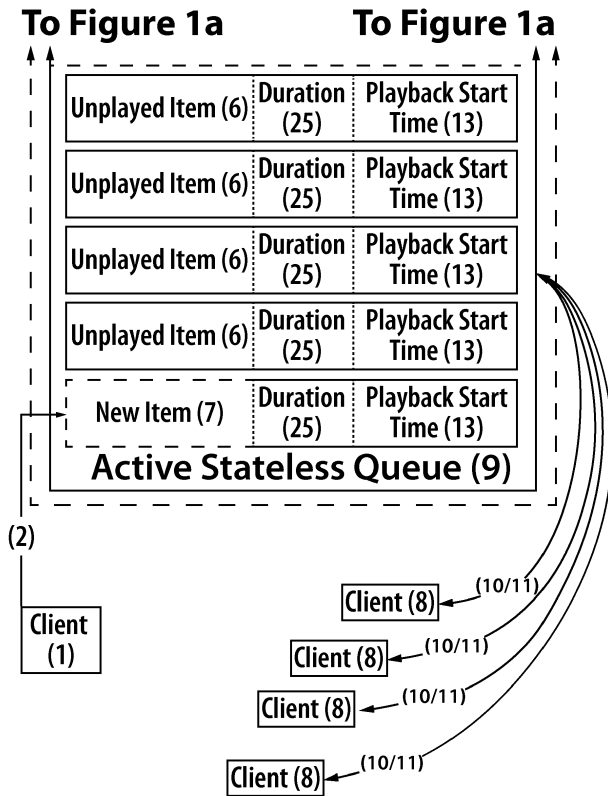 To Figure 1a To Figure 1a
Unplayed Item (6) Duration (25) Playback Start Time (13)
Unplayed Item (6) Duration (25) Playback Start Time (13)
Unplayed Item (6) Duration (25) Playback Start Time (13)
Unplayed Item (6) Duration (25) Playback Start Time (13)
New Item (7) Duration (25) Playback Start Time (13)
Active Stateless Queue (9)
(2)
Client (1)
Client (8) (10/11)
Client (8) (10/11)
Client (8) (10/11)
Client (8) (10/11)